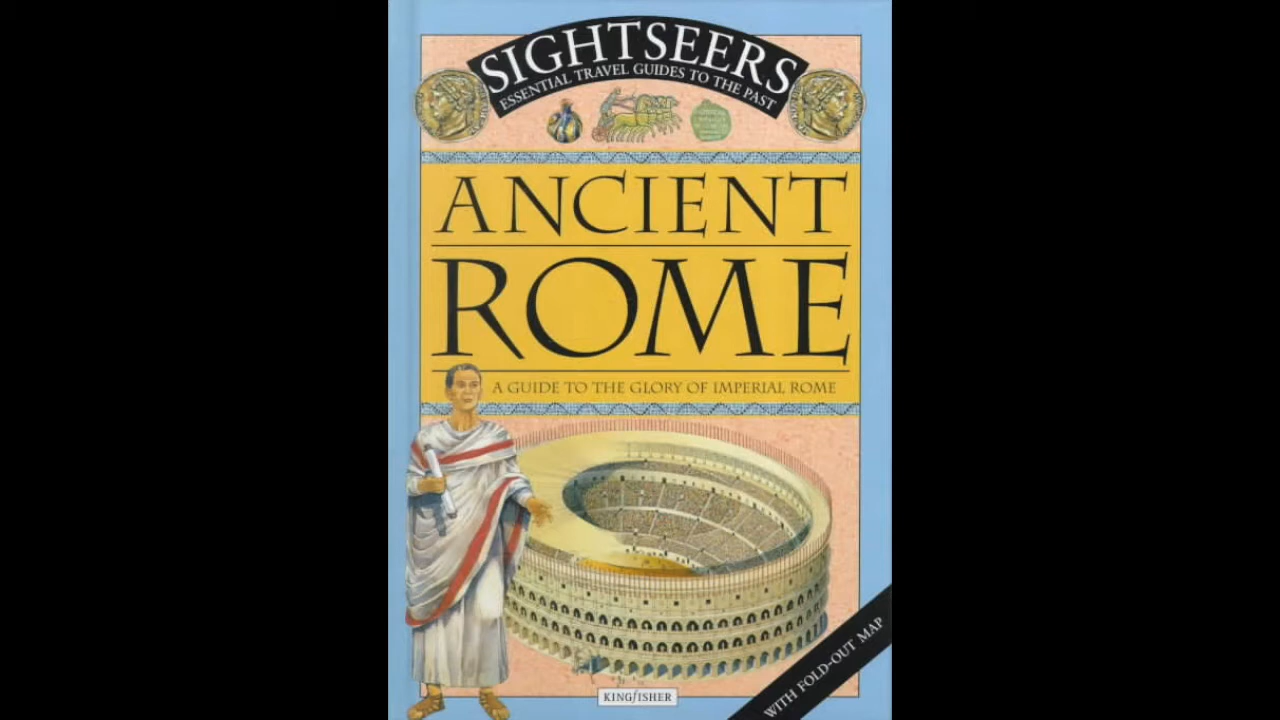 SIGHTSEERS
ESSENTIAL TRAVEL GUIDES TO THE PAST
ANCIENT
ROME
A GUIDE TO THE GLORY OF IMPERIAL ROME
WITH FOLD-OUT MAP
KINGFISHER